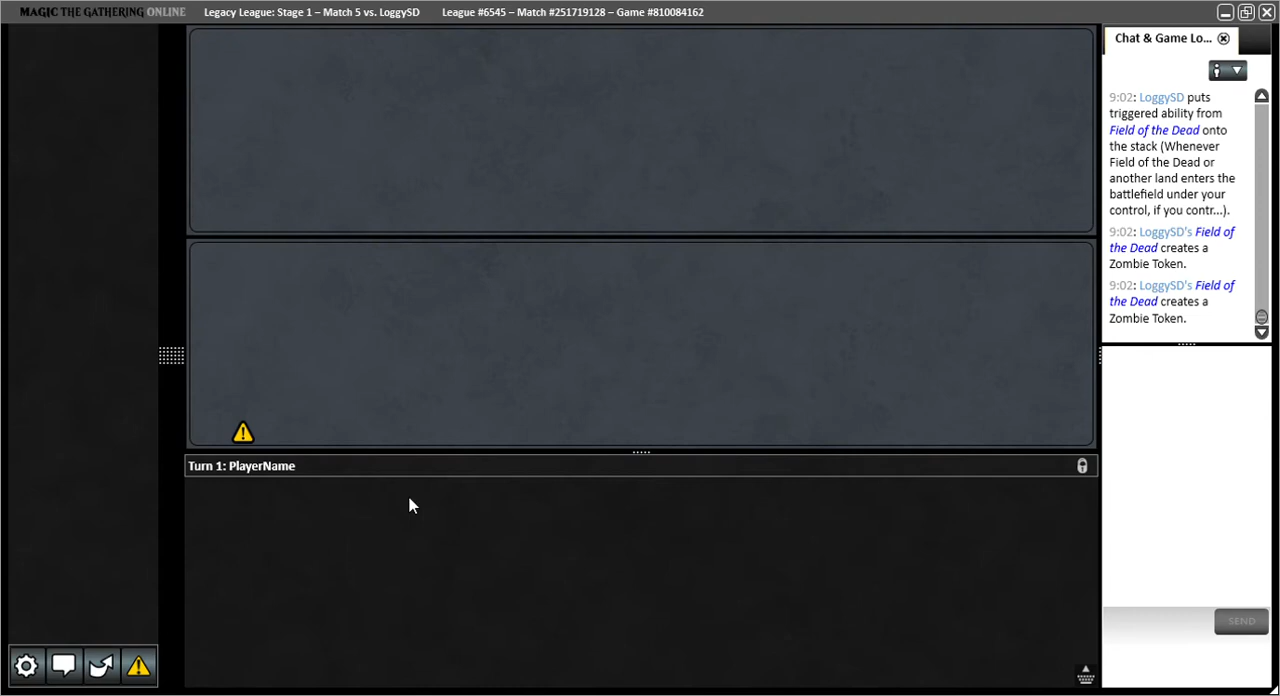 MAGIC THE GATHERING ONLINE Legacy League: Stage 1 – Match 5 vs. LoggySD League #6545 – Match #251719128 – Game #810084162
Chat & Game Lo...
9:02: LoggySD puts
triggered ability from
Field of the Dead onto
the stack (Whenever
Field of the Dead or
another land enters the
battlefield under your
control, if you contr...).
9:02: LoggySD's Field of
the Dead creates a
Zombie Token.
9:02: LoggySD's Field of
the Dead creates a
Zombie Token.
Turn 1: PlayerName
SEND